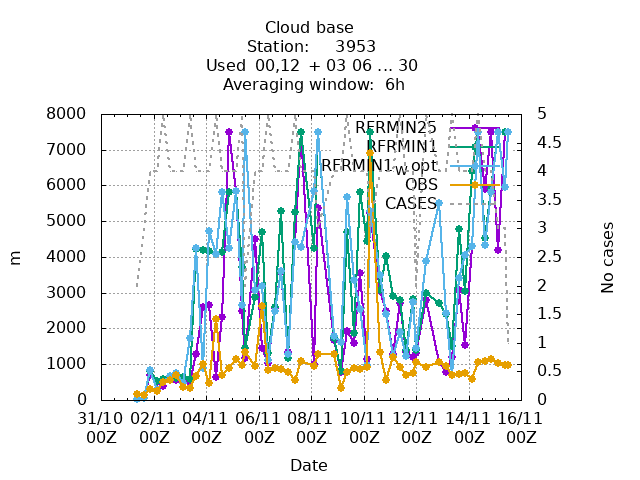 Cloud base
Station: 3953
Used 00,12 + 03 06 ... 30
Averaging window: 6h
RFRMIN25
RFRMIN1
RFRMIN1_W opt
OBS
CASES
8000
7000
6000
5000
4000
3000
2000
1000
0
m
5
4.5
4
3.5
3
2.5
2
1.5
1
0.5
0
No cases
31/10 02/11 04/11 06/11 08/11 10/11 12/11 14/11 16/11
00Z 00Z 00Z 00Z 00Z 00Z 00Z 00Z 00Z
Date